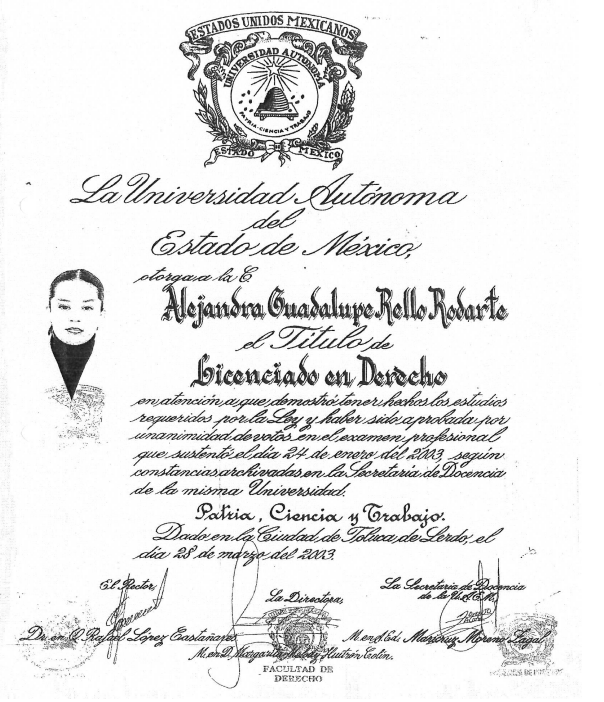 ESTADOS UNIDOS MEXICANOS
UNIVERSIDAD AUTONOMA
PATRIA·CIENCIA Y TRABAJO
ESTADO DE MEXICO
La Universidad Autónoma
del
Estado de México,
otorga a la C.
Alejandra Guadalupe Rello Rodarte
el Título de
Licenciado en Derecho
en atención a que demostró tener hechos los estudios
requeridos por la Ley y haber sido aprobada por
unanimidad de votos en el examen profesional
que sustentó el día 24 de enero del 2003, según
constancias archivadas en la Secretaría de Docencia
de la misma Universidad.
Patria, Ciencia y Trabajo.
Dado en la Ciudad de Toluca de Lerdo, el
día 28 de marzo del 2003.
El Rector,
La Directora,
La Secretaria de Docencia
de la U.A.E.M.,
Dr. en Q. Rafael López Castañares
M. en D. Margarita
M. en S. Ed. Maricruz Moreno Zagal
FACULTAD DE
DERECHO